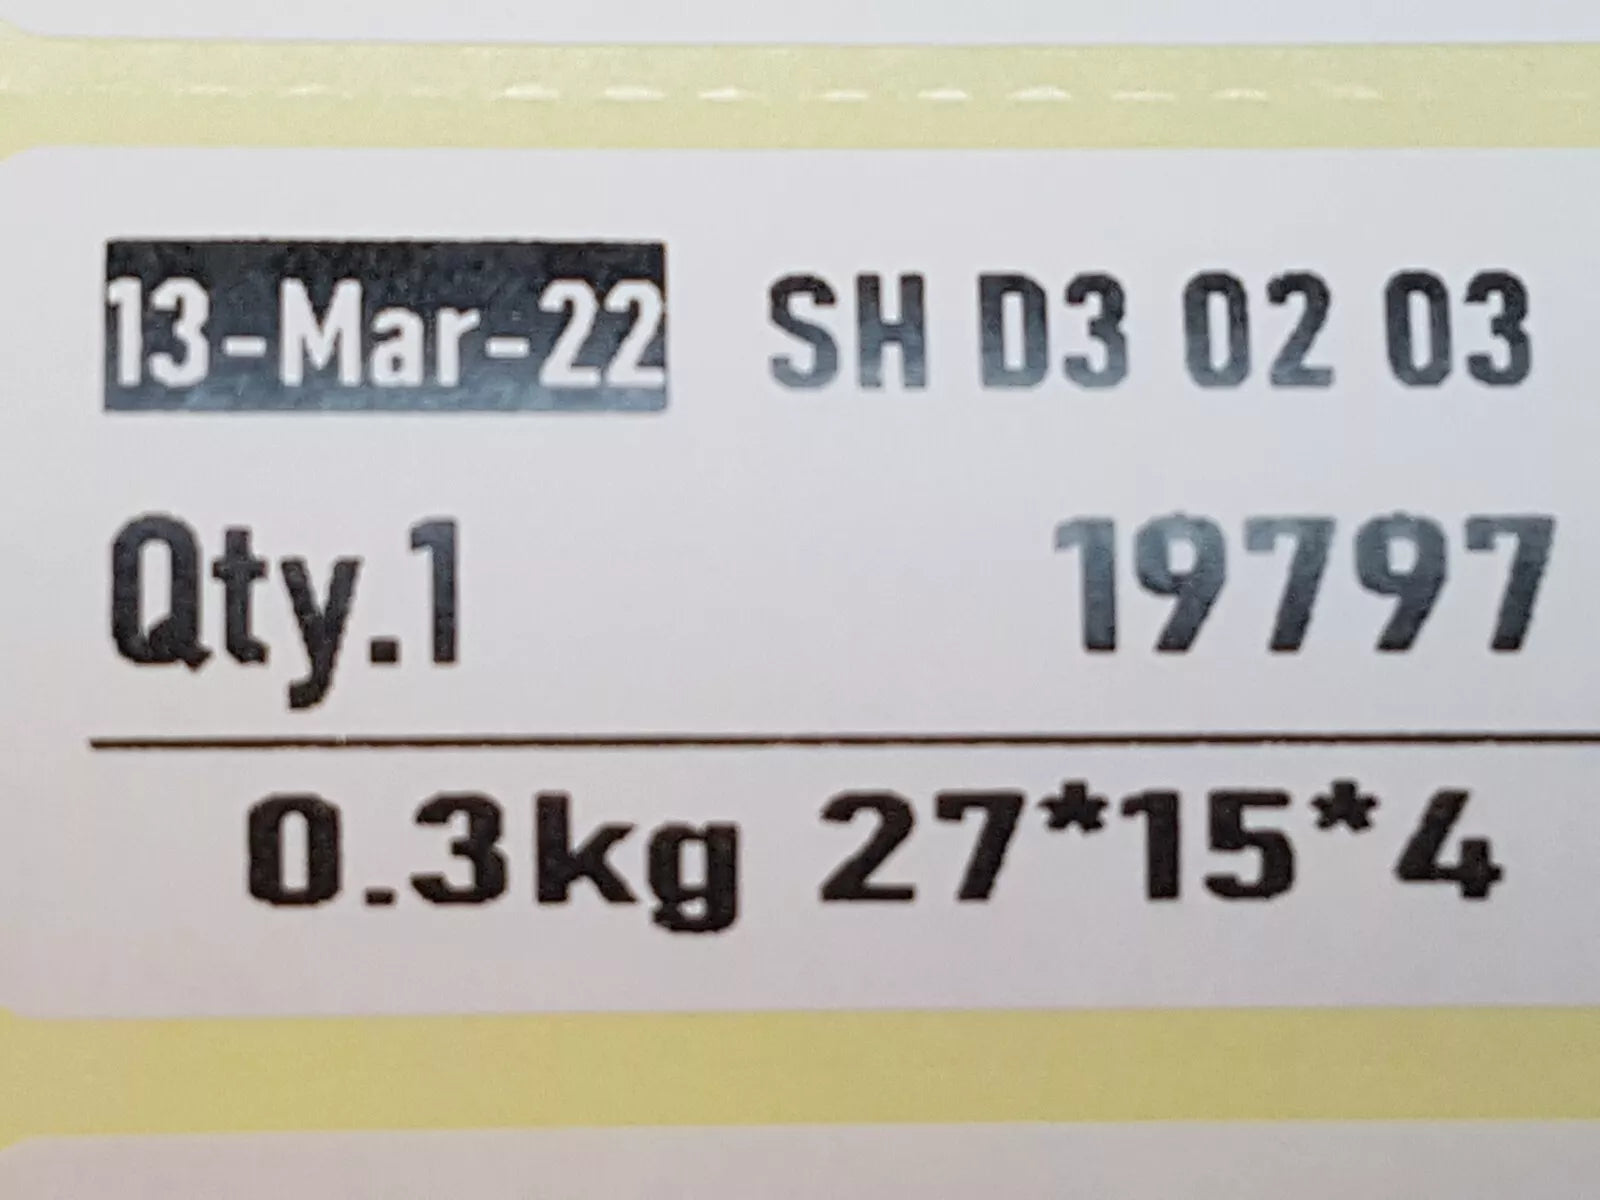 13-Mar-22 SH D3 02 03
Qty.1 19797
0.3kg 27*15*4